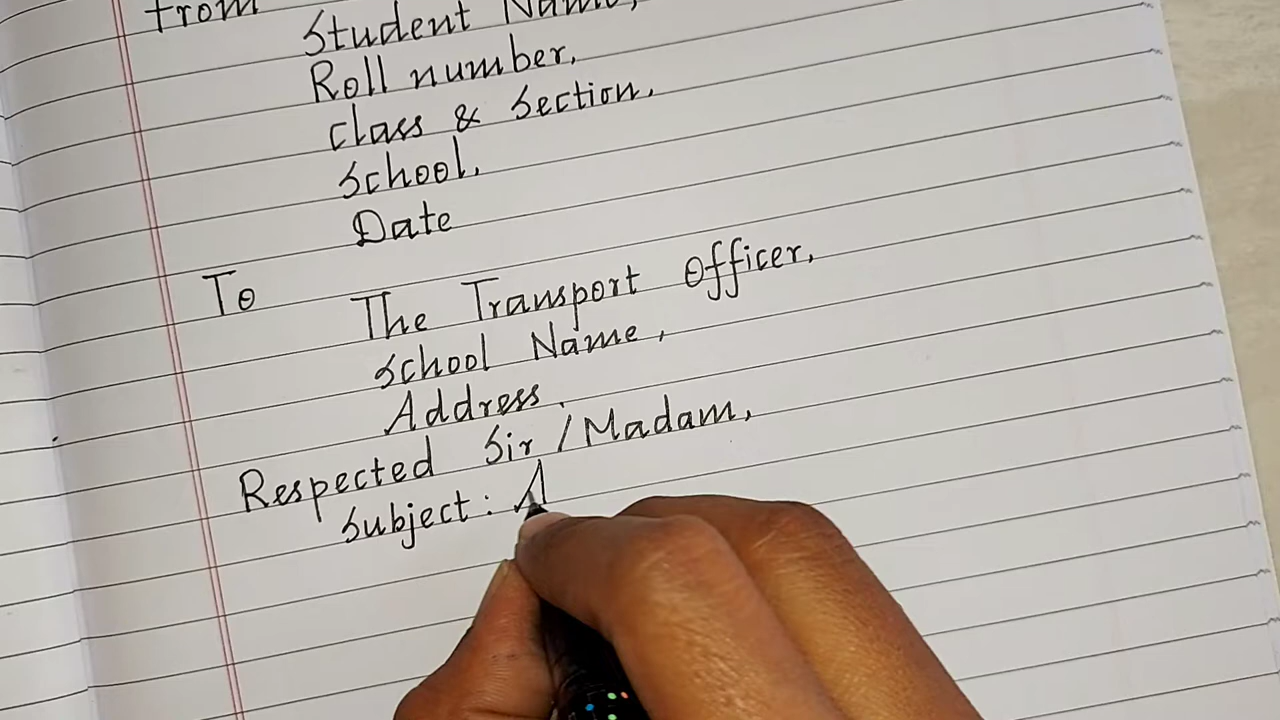 From
Student Name,
Roll number,
Class & Section,
School,
Date
To
The Transport Officer,
School Name,
Address.
Respected Sir/Madam,
Subject: A